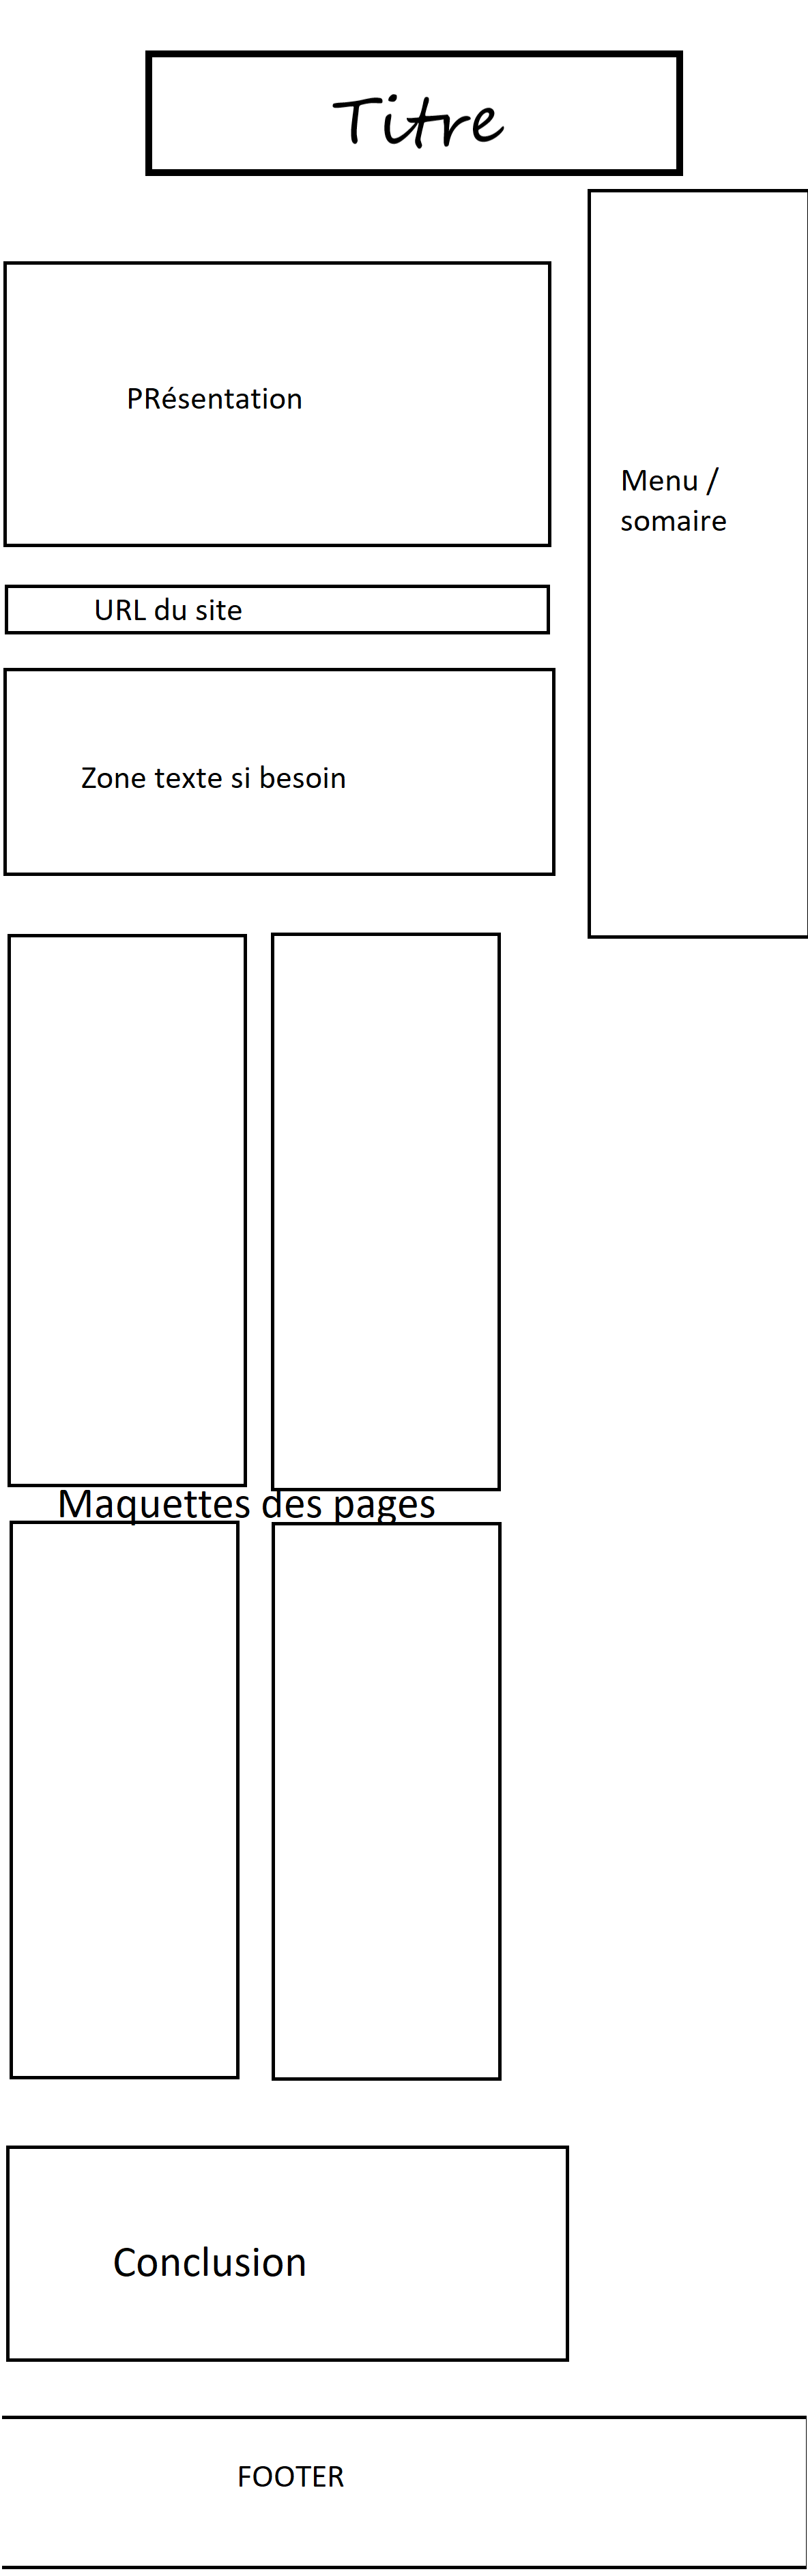 Titre
PRésentation
Menu /
somaire
URL du site
Zone texte si besoin
Maquettes des pages
Conclusion
FOOTER